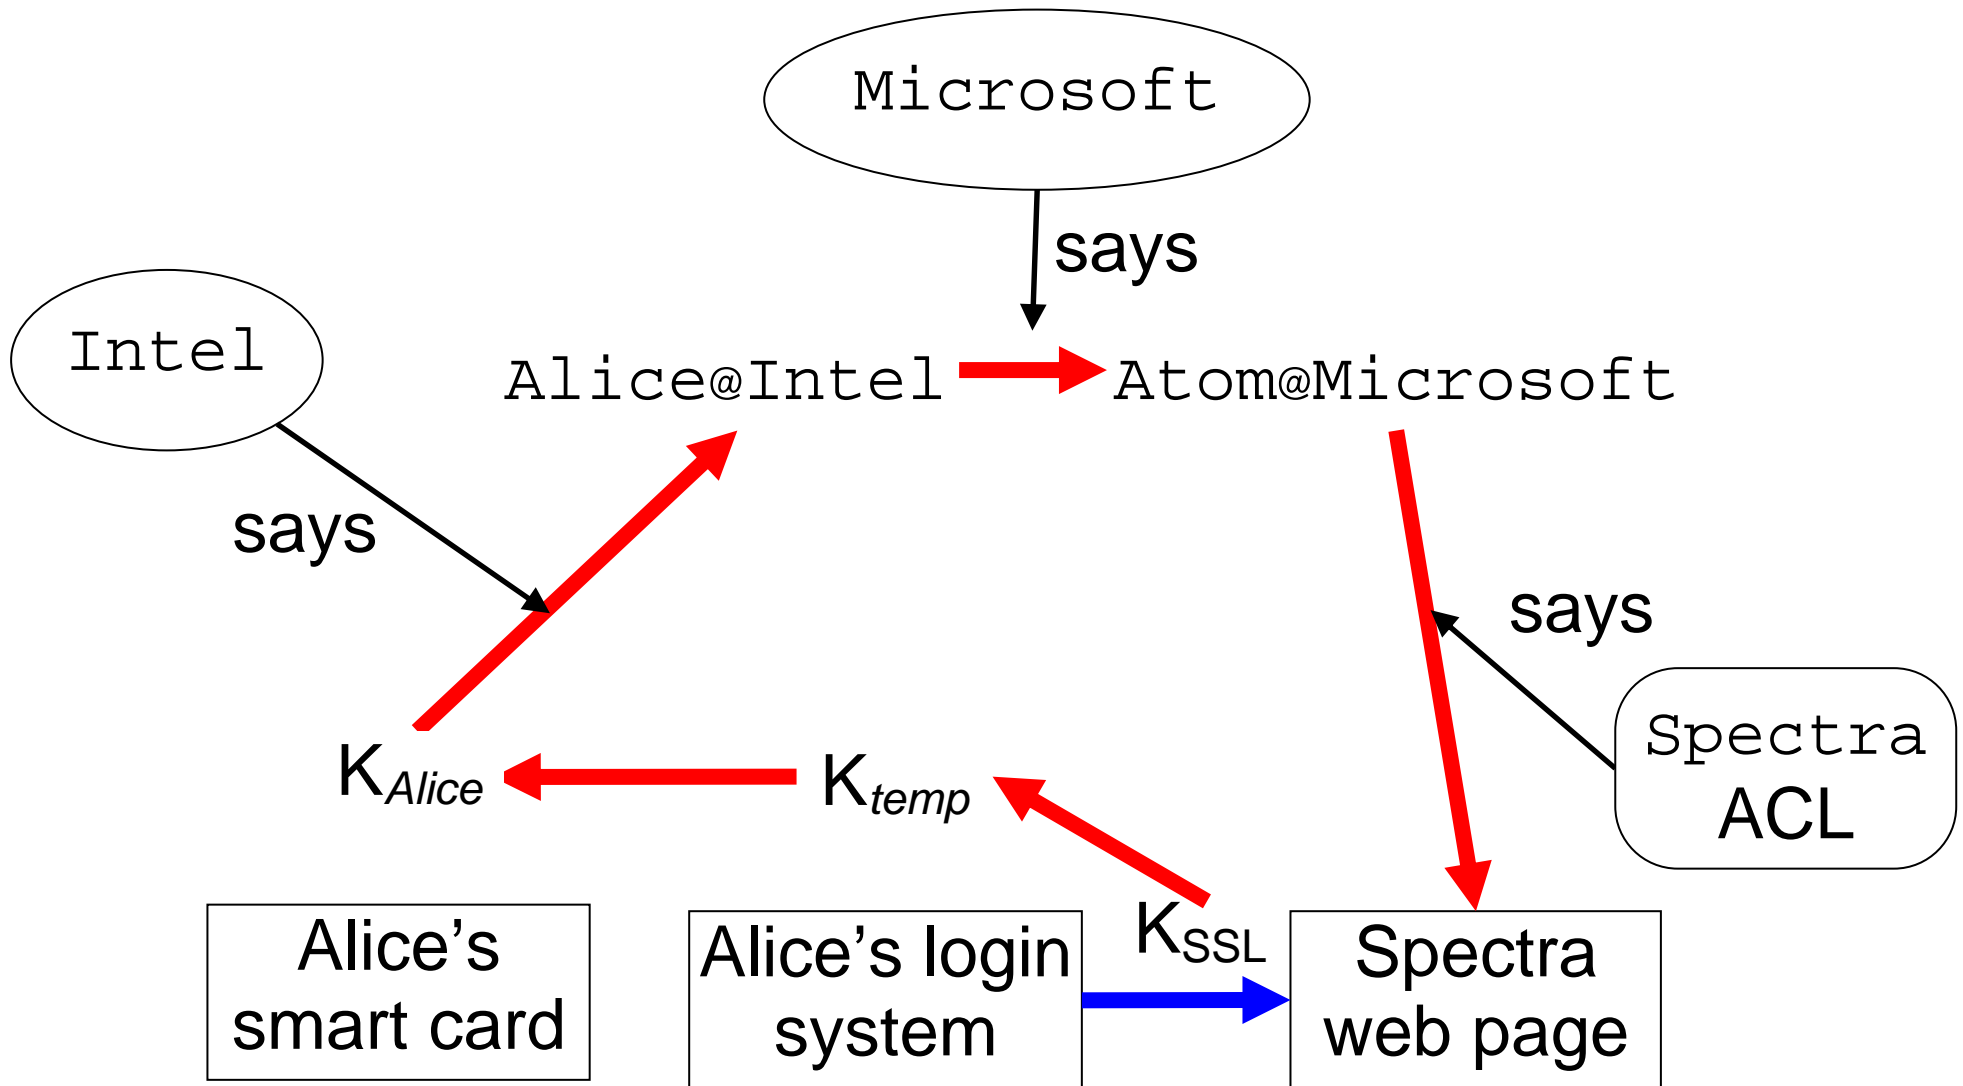 Microsoft
says
Intel
Alice@Intel
Atom@Microsoft
says
says
Spectra
ACL
KAlice
Ktemp
KSSL
Alice’s
smart card
Alice’s login
system
Spectra
web page